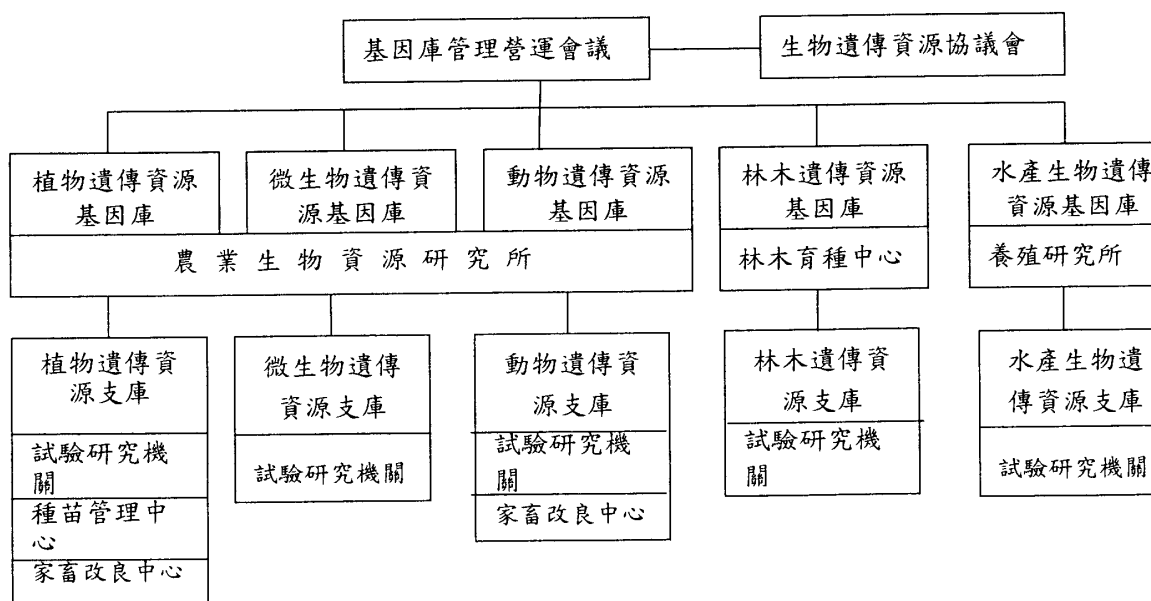 基因庫管理營運會議
生物遺傳資源協議會
植物遺傳資源
基因庫
微生物遺傳資
源基因庫
動物遺傳資源
基因庫
林木遺傳資源
基因庫
水產生物遺傳
資源基因庫
農業生物資源研究所
林木育種中心
養殖研究所
植物遺傳資
源支庫
試驗研究機
關
種苗管理中
心
家畜改良中心
微生物遺傳
資源支庫
試驗研究機關
動物遺傳資
源支庫
試驗研究機
關
家畜改良中心
林木遺傳資
源支庫
試驗研究機
關
水產生物遺
傳資源支庫
試驗研究機關